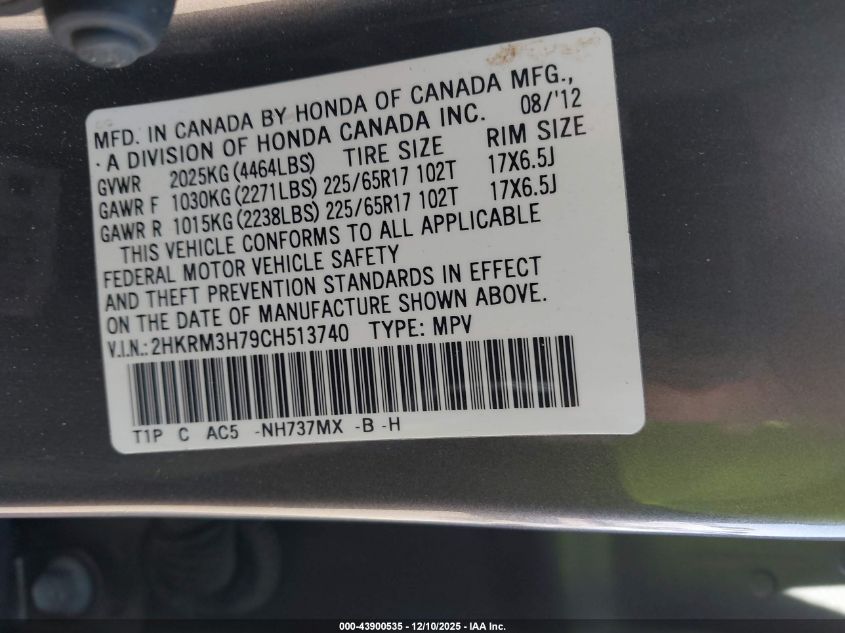 MFD. IN CANADA BY HONDA OF CANADA MFG.,
· A DIVISION OF HONDA CANADA INC. 08/'12
GVWR 2025KG (4464LBS) TIRE SIZE RIM SIZE
GAWR F 1030KG (2271LBS) 225/65R17 102T 17X6.5J
GAWR R 1015KG (2238LBS) 225/65R17 102T 17X6.5J
THIS VEHICLE CONFORMS TO ALL APPLICABLE
FEDERAL MOTOR VEHICLE SAFETY
AND THEFT PREVENTION STANDARDS IN EFFECT
ON THE DATE OF MANUFACTURE SHOWN ABOVE.
V.I.N.: 2HKRM3H79CH513740 TYPE: MPV
T1P C AC5 -NH737MX -B -H
000-43900535 - 12/10/2025 - IAA Inc.